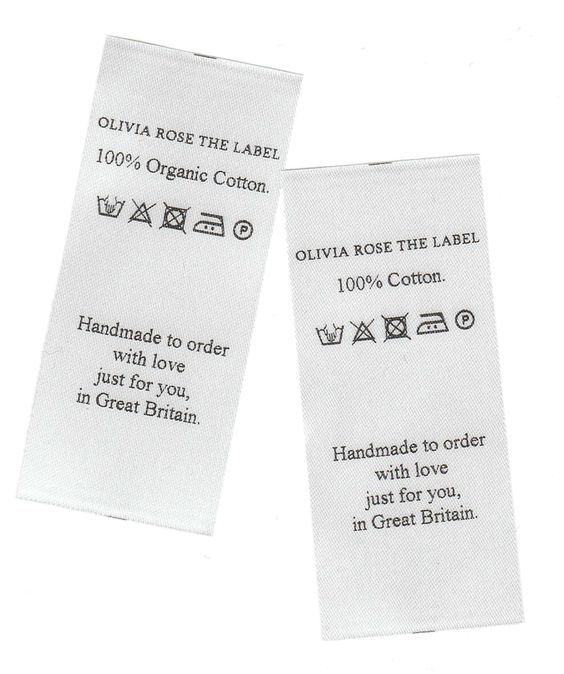 OLIVIA ROSE THE LABEL
100% Organic Cotton.
P
Handmade to order
with love
just for you,
in Great Britain.
OLIVIA ROSE THE LABEL
100% Cotton.
P
Handmade to order
with love
just for you,
in Great Britain.